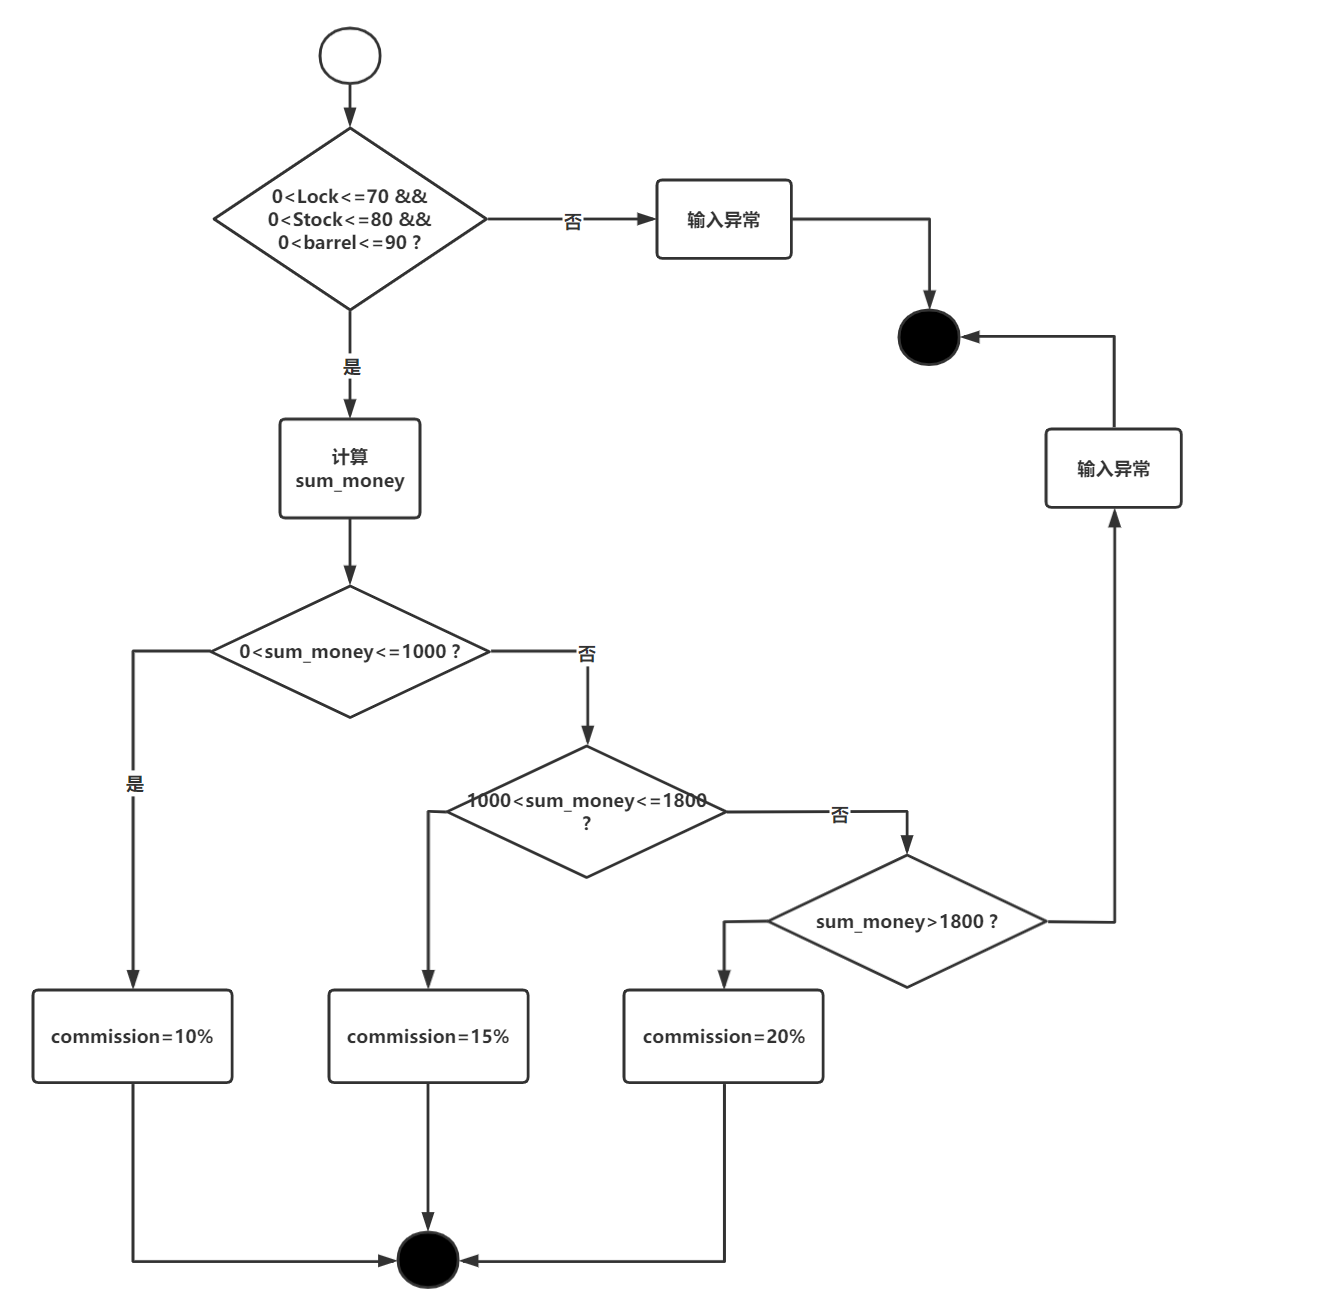 0<Lock<=70 &&
0<Stock<=80 &&
0<barrel<=90 ?
否
输入异常
是
计算
sum_money
输入异常
0<sum_money<=1000 ?
否
是
1000<sum_money<=1800
?
否
sum_money>1800 ?
commission=10%
commission=15%
commission=20%